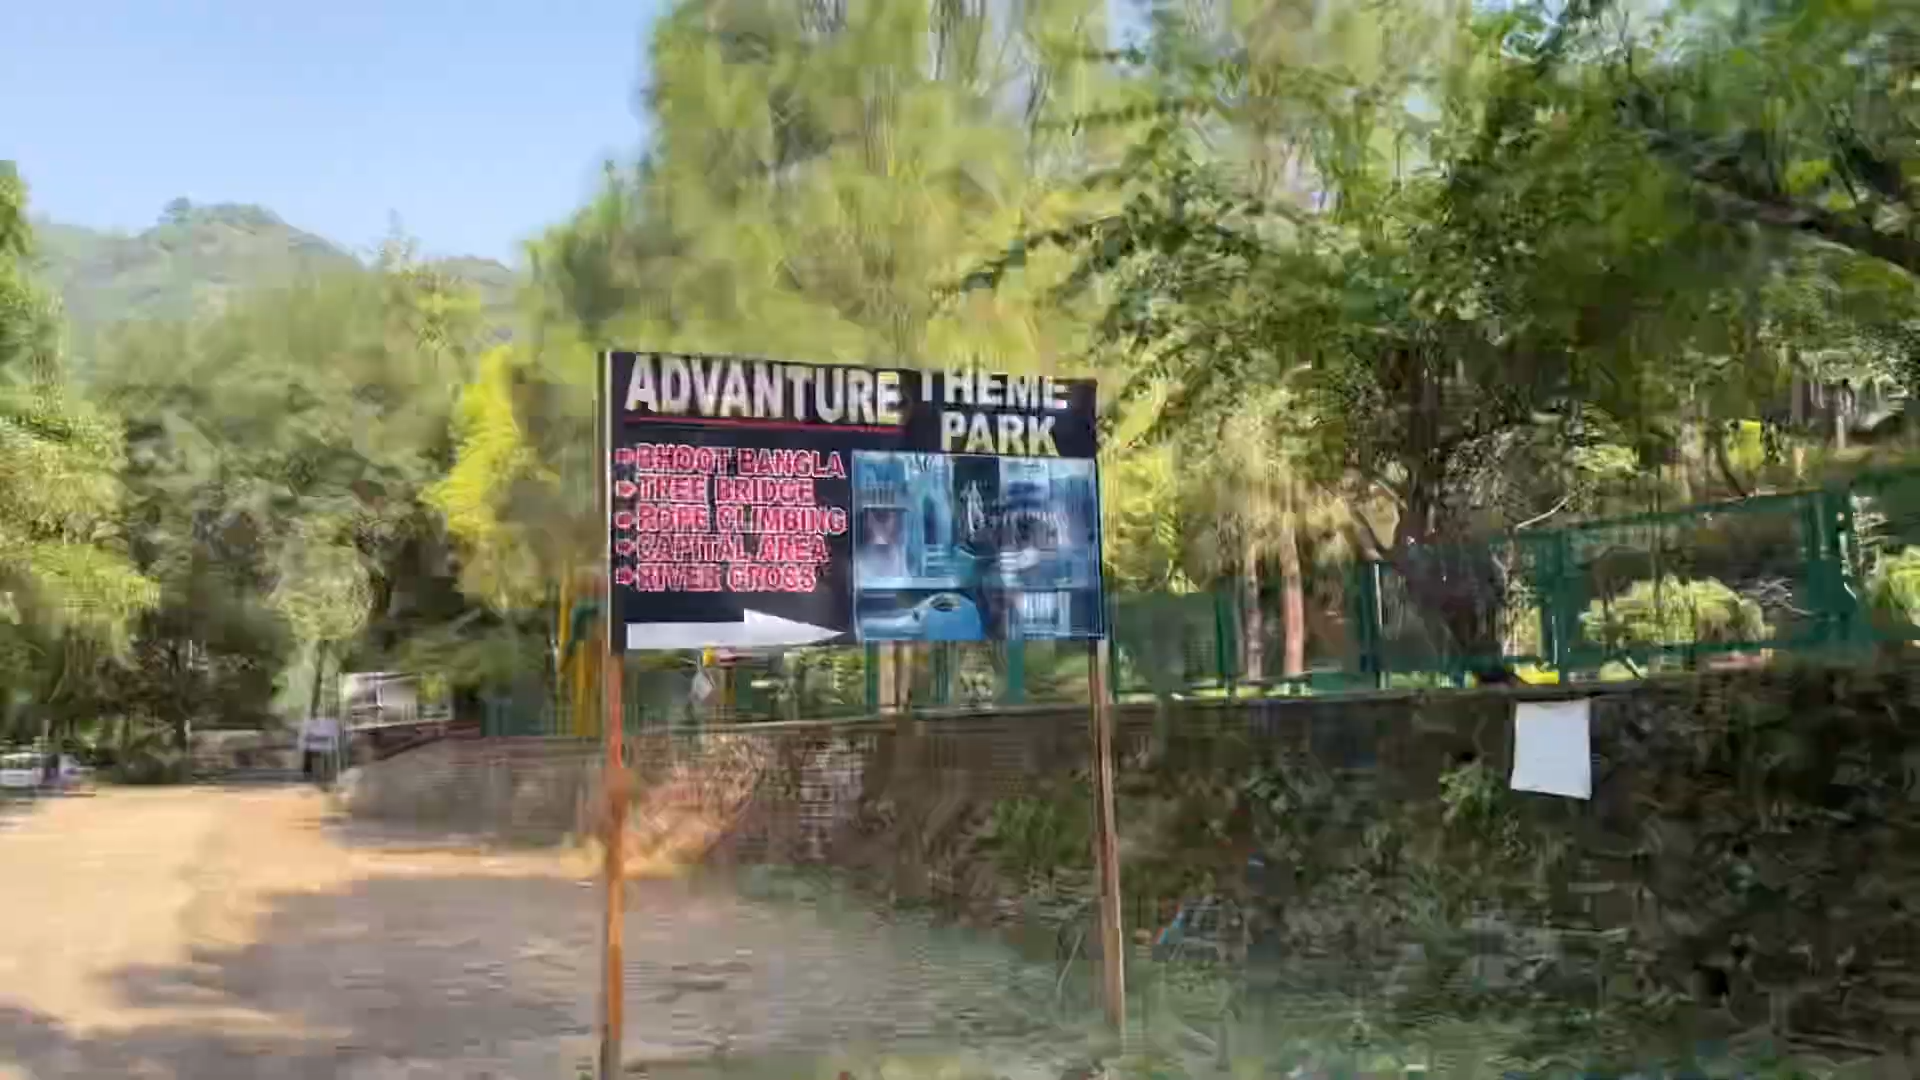 ADVANTURE THEME
PARK
BHOOT BANGLA
TREE BRIDGE
ROPE CLIMBING
CAPITAL AREA
RIVER CROSS